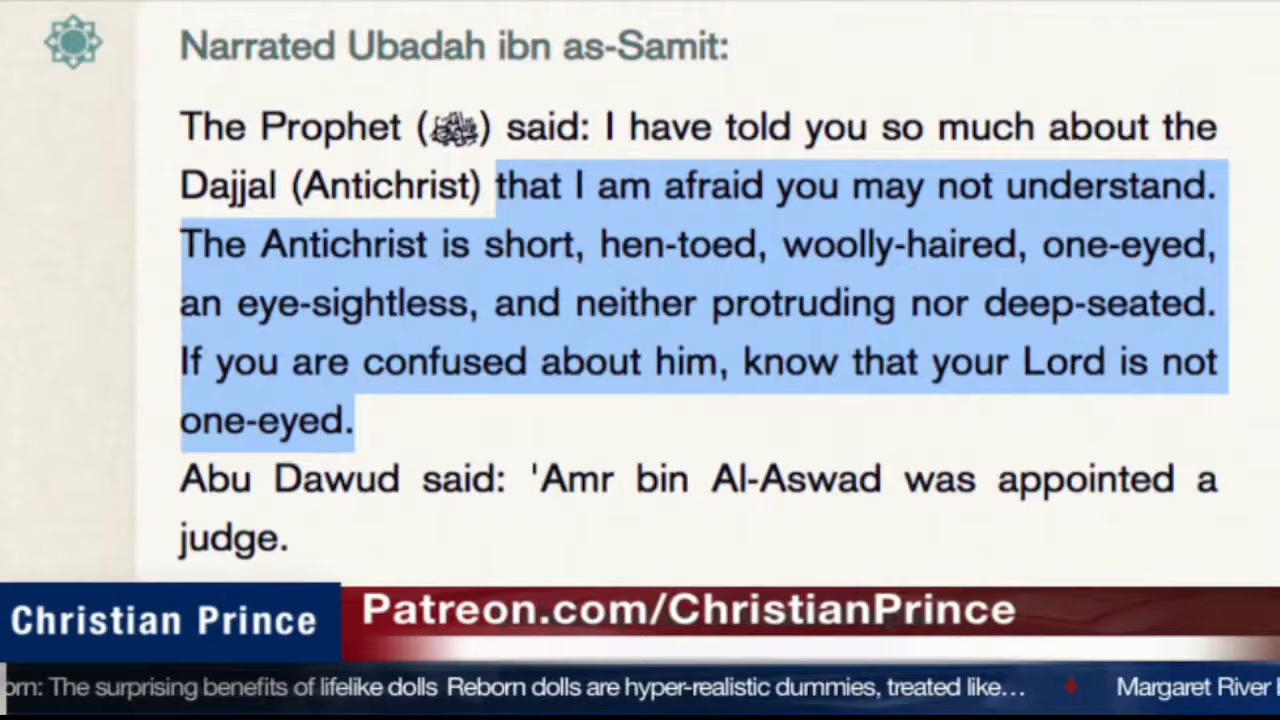 Narrated Ubadah ibn as-Samit:
The Prophet (ﷺ) said: I have told you so much about the
Dajjal (Antichrist) that I am afraid you may not understand.
The Antichrist is short, hen-toed, woolly-haired, one-eyed,
an eye-sightless, and neither protruding nor deep-seated.
If you are confused about him, know that your Lord is not
one-eyed.
Abu Dawud said: 'Amr bin Al-Aswad was appointed a
judge.
Christian Prince
Patreon.com/ChristianPrince
orn: The surprising benefits of lifelike dolls Reborn dolls are hyper-realistic dummies, treated like... Margaret River